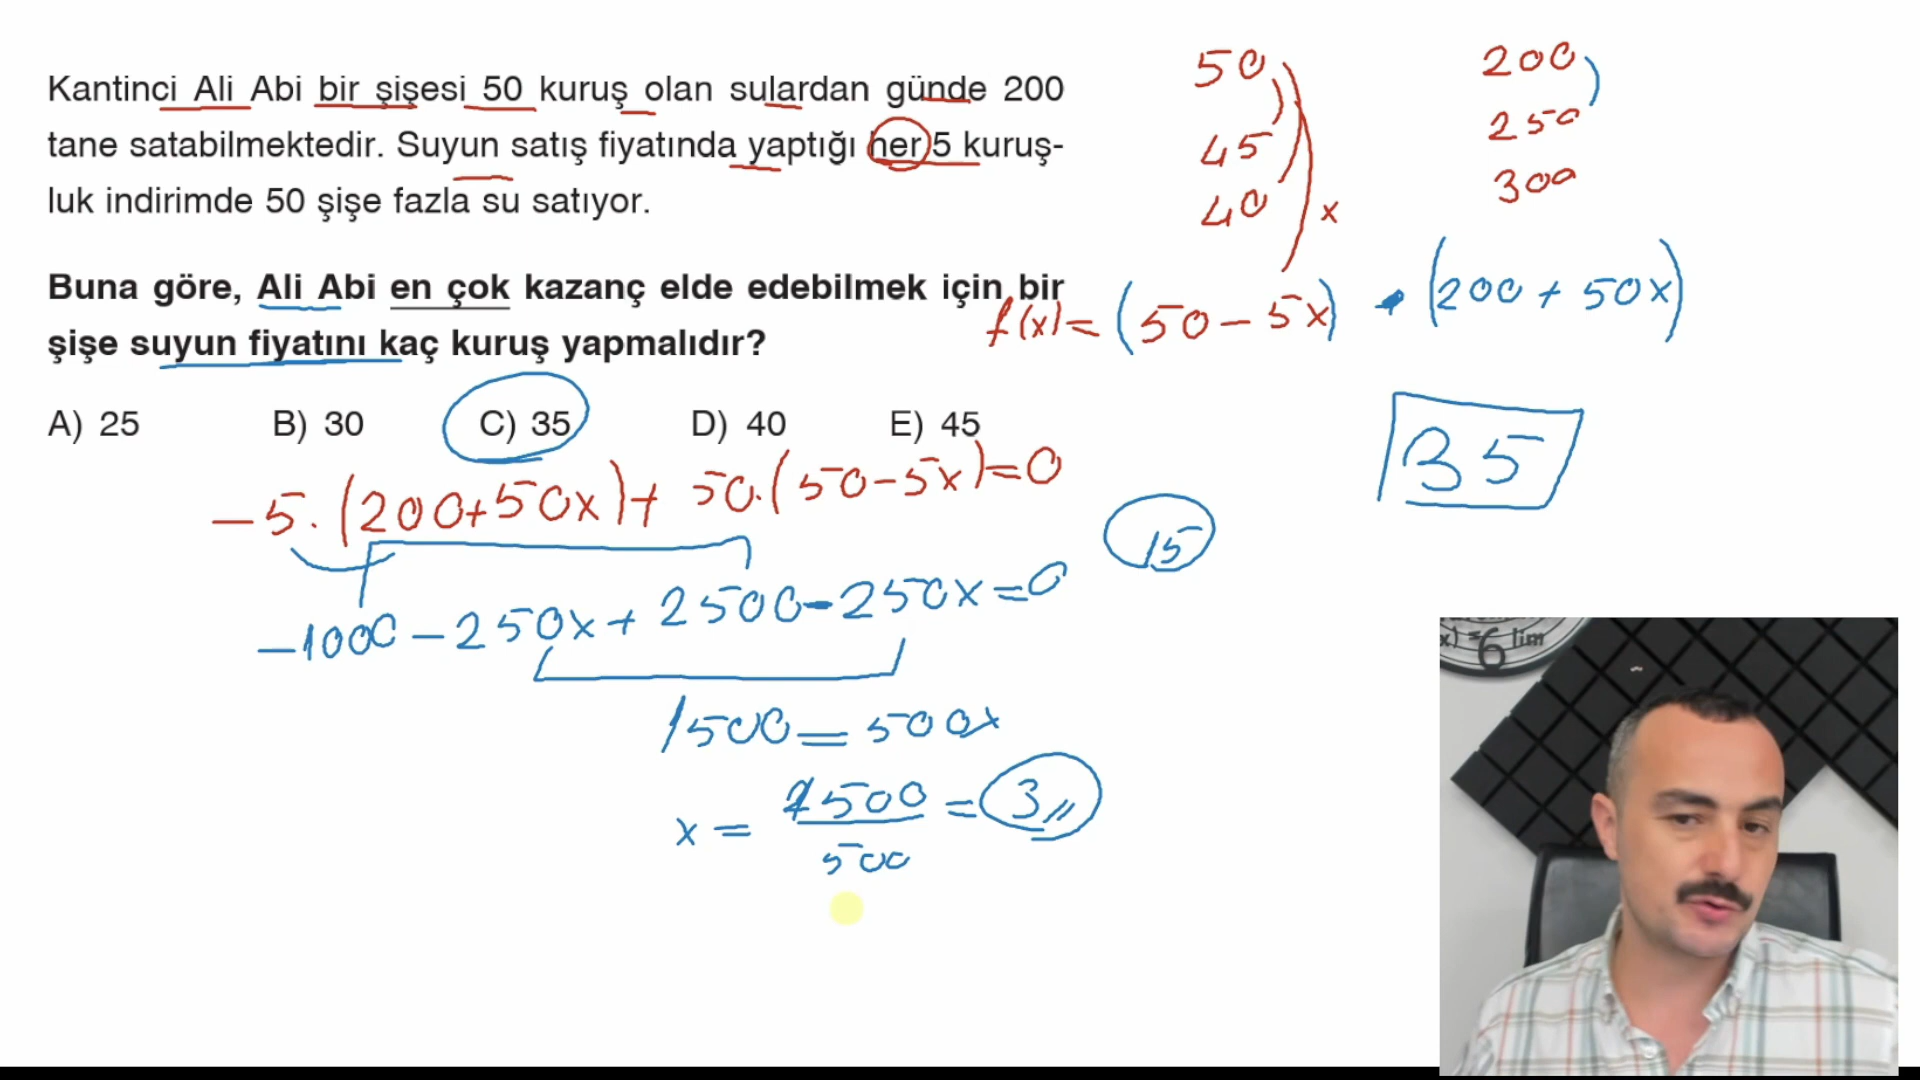 Kantinci Ali Abi bir şişesi 50 kuruş olan sulardan günde 200
tane satabilmektedir. Suyun satış fiyatında yaptığı her 5 kuruş-
luk indirimde 50 şişe fazla su satıyor.
Buna göre, Ali Abi en çok kazanç elde edebilmek için bir
şişe suyun fiyatını kaç kuruş yapmalıdır?
A) 25 B) 30 C) 35 D) 40 E) 45
50 200
45 250
40 x 300
f(x) = (50 - 5x) · (200 + 50x)
35
-5.(200+50x)+ 50.(50-5x)=0
15
-1000 - 250x + 2500 - 250x = 0
1500 = 500x
x = 1500 = 3
500
x) = 6 lim